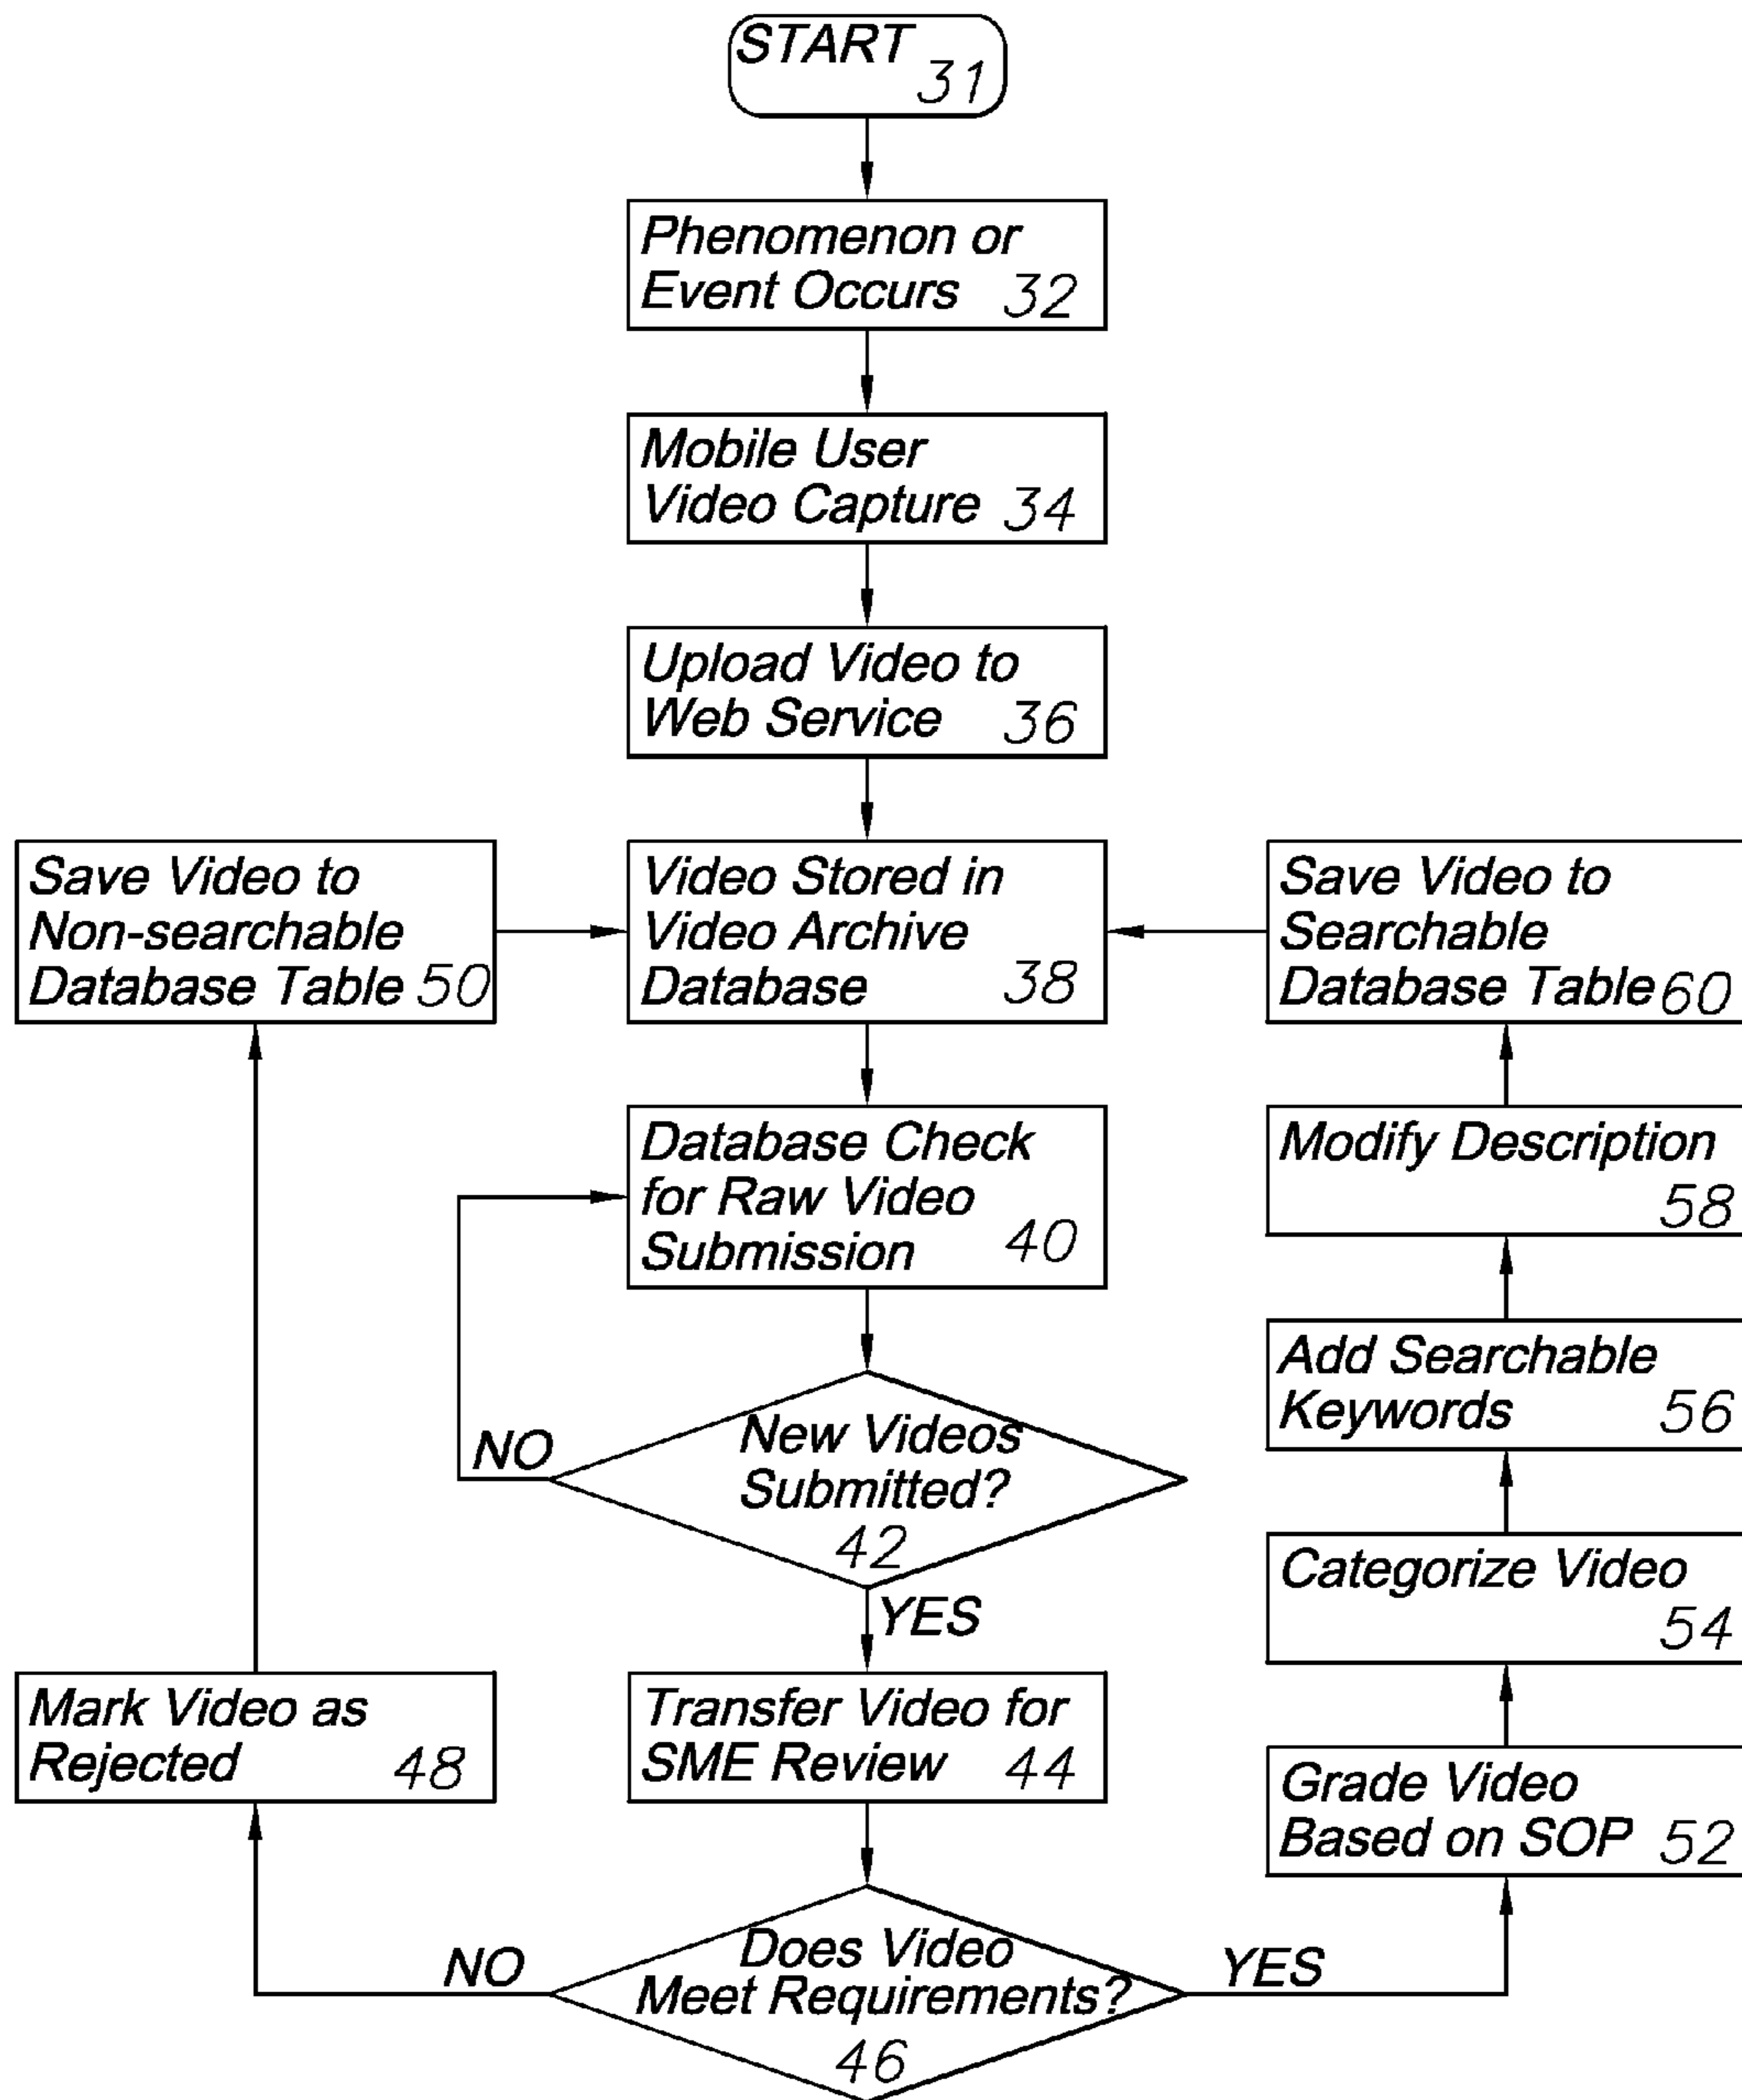 START
31
Phenomenon or
Event Occurs 32
Mobile User
Video Capture 34
Upload Video to
Web Service 36
Save Video to
Non-searchable
Database Table 50
Video Stored in
Video Archive
Database 38
Save Video to
Searchable
Database Table 60
Database Check
for Raw Video
Submission 40
Modify Description
58
Add Searchable
Keywords 56
New Videos
Submitted?
42
NO
YES
Categorize Video
54
Mark Video as
Rejected 48
Transfer Video for
SME Review 44
Grade Video
Based on SOP 52
NO
Does Video
Meet Requirements?
46
YES